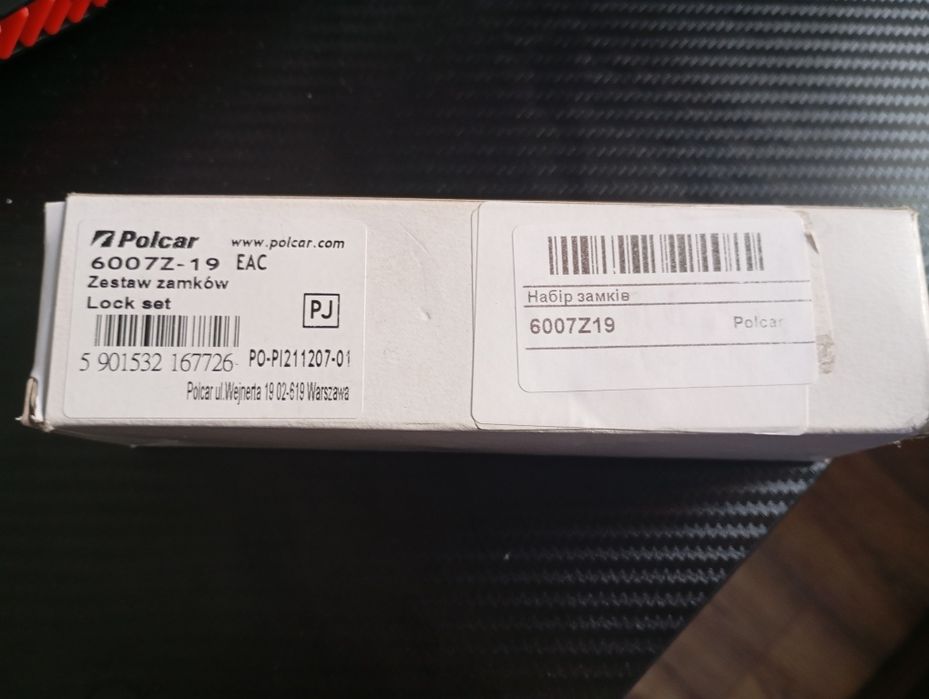 Polcar www.polcar.com
6007Z-19 EAC
Zestaw zamków
Lock set
PJ
5 901532 167726 PO-PI211207-01
Polcar ul.Wejnerta 19 02-619 Warszawa
Набір замків
6007Z19 Polcar